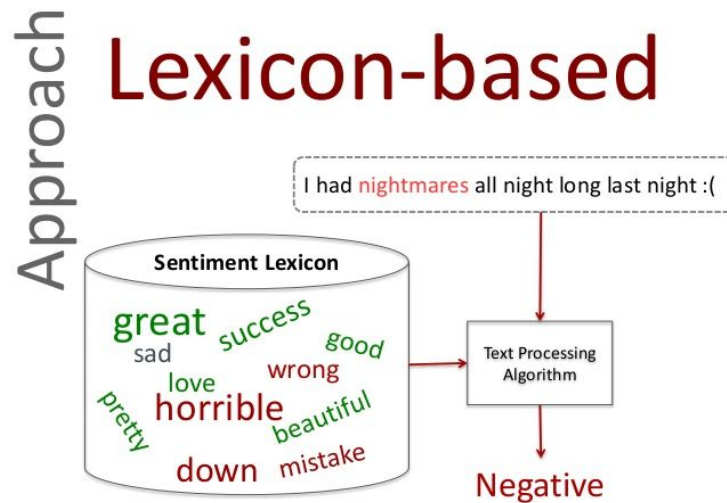 Approach
Lexicon-based
I had nightmares all night long last night :(
Sentiment Lexicon
great
success
good
sad
wrong
love
horrible
pretty
beautiful
down
mistake
Text Processing
Algorithm
Negative